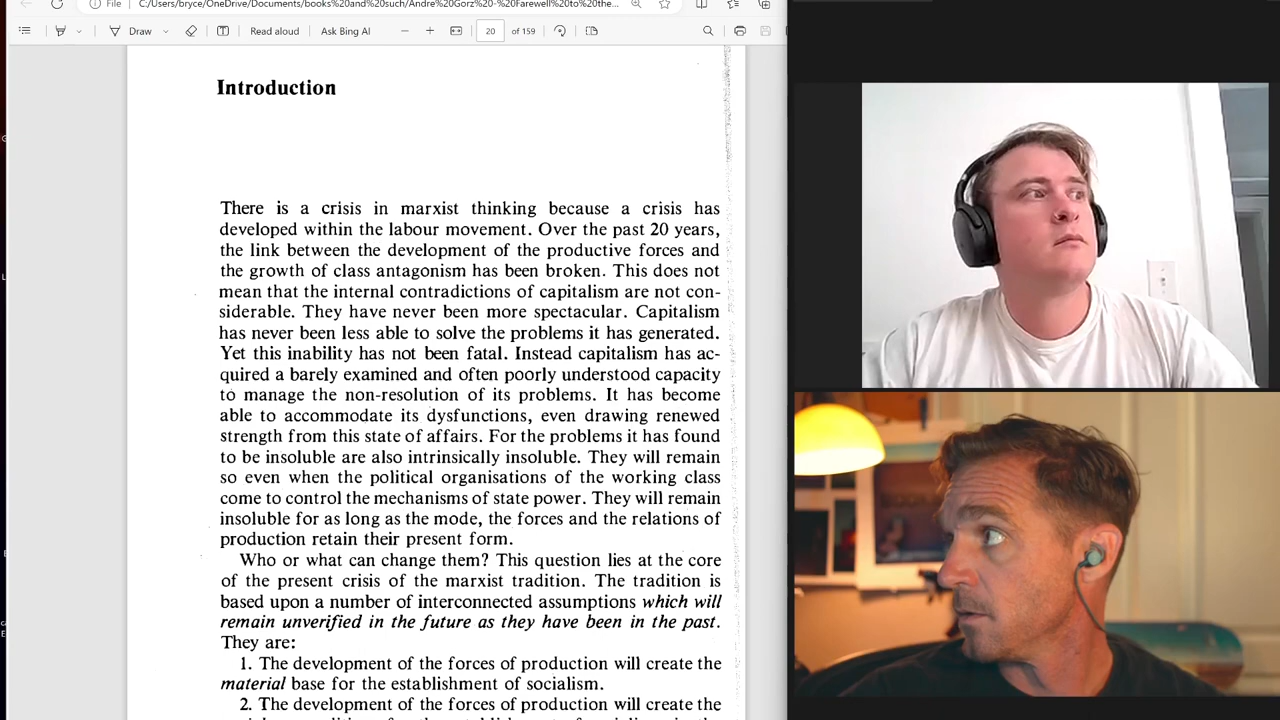 File
C:/Users/bryce/OneDrive/Documents/books%20and%20such/Andre%20Gorz%20-%20Farewell%20to%20the...
Draw
Read aloud
Ask Bing AI
20 of 159
Introduction
There is a crisis in marxist thinking because a crisis has
developed within the labour movement. Over the past 20 years,
the link between the development of the productive forces and
the growth of class antagonism has been broken. This does not
mean that the internal contradictions of capitalism are not con-
siderable. They have never been more spectacular. Capitalism
has never been less able to solve the problems it has generated.
Yet this inability has not been fatal. Instead capitalism has ac-
quired a barely examined and often poorly understood capacity
to manage the non-resolution of its problems. It has become
able to accommodate its dysfunctions, even drawing renewed
strength from this state of affairs. For the problems it has found
to be insoluble are also intrinsically insoluble. They will remain
so even when the political organisations of the working class
come to control the mechanisms of state power. They will remain
insoluble for as long as the mode, the forces and the relations of
production retain their present form.
Who or what can change them? This question lies at the core
of the present crisis of the marxist tradition. The tradition is
based upon a number of interconnected assumptions which will
remain unverified in the future as they have been in the past.
They are:
1. The development of the forces of production will create the
material base for the establishment of socialism.
2. The development of the forces of production will create the